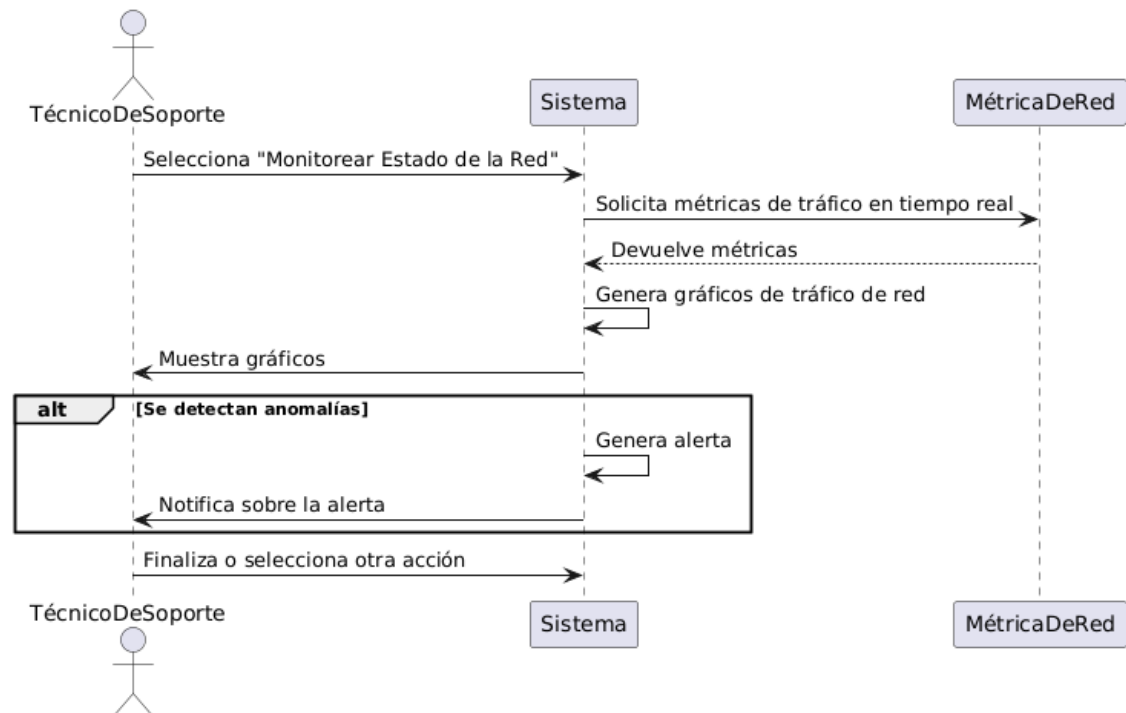 TécnicoDeSoporte
Sistema
MétricaDeRed
Selecciona "Monitorear Estado de la Red"
Solicita métricas de tráfico en tiempo real
Devuelve métricas
Genera gráficos de tráfico de red
Muestra gráficos
alt [Se detectan anomalías]
Genera alerta
Notifica sobre la alerta
Finaliza o selecciona otra acción
TécnicoDeSoporte
Sistema
MétricaDeRed